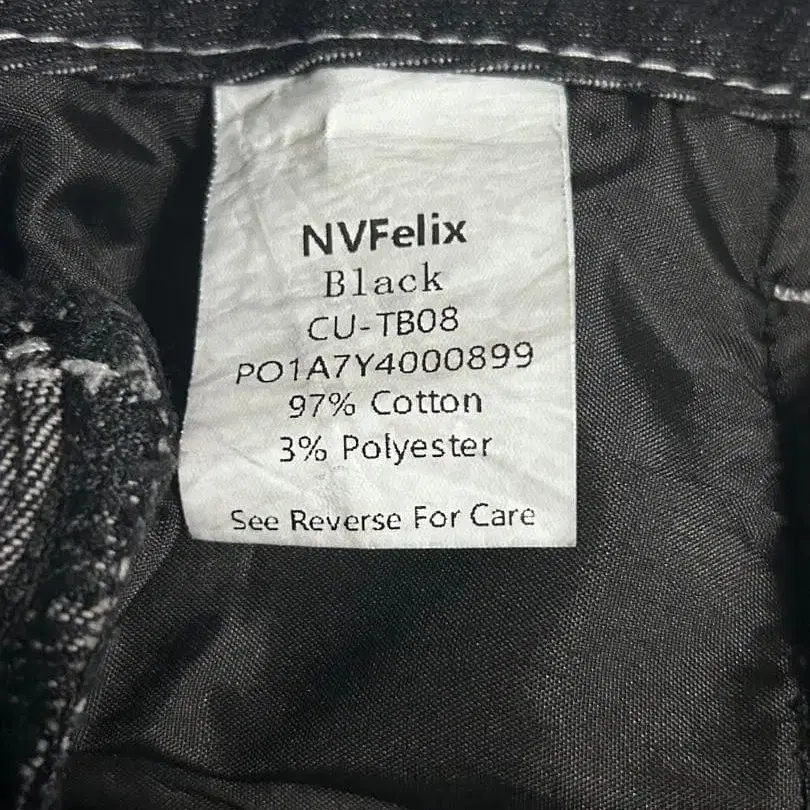 NVFelix
Black
CU-TB08
PO1A7Y4000899
97% Cotton
3% Polyester
See Reverse For Care